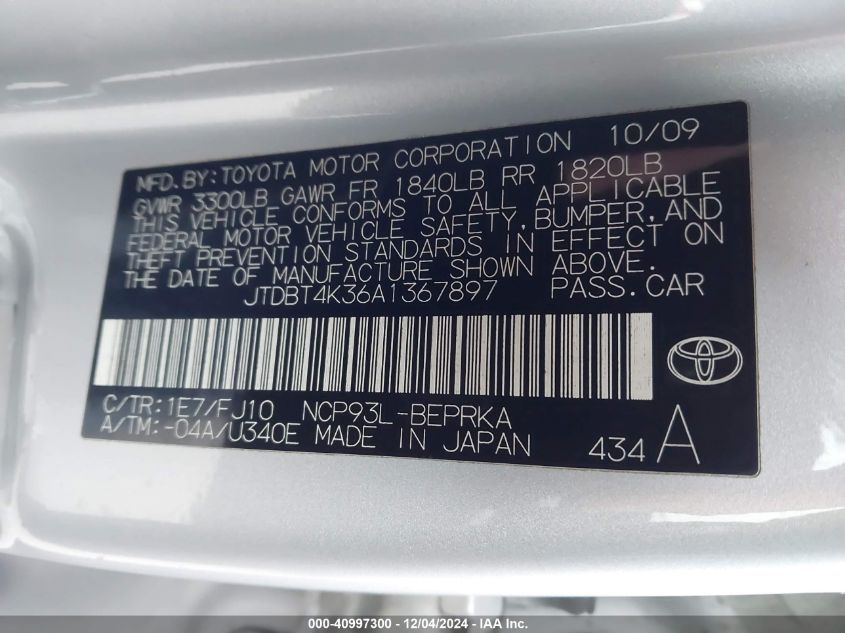 MFD.BY:TOYOTA MOTOR CORPORATION 10/09
GVWR 3300LB GAWR FR 1840LB RR 1820LB
THIS VEHICLE CONFORMS TO ALL APPLICABLE
FEDERAL MOTOR VEHICLE SAFETY,BUMPER,AND
THEFT PREVENTION STANDARDS IN EFFECT ON
THE DATE OF MANUFACTURE SHOWN ABOVE.
JTDBT4K36A1367897 PASS.CAR
C/TR:1E7/FJ10 NCP93L-BEPRKA
A/TM:-04A/U340E MADE IN JAPAN
434 A
000-40997300 - 12/04/2024 - IAA Inc.